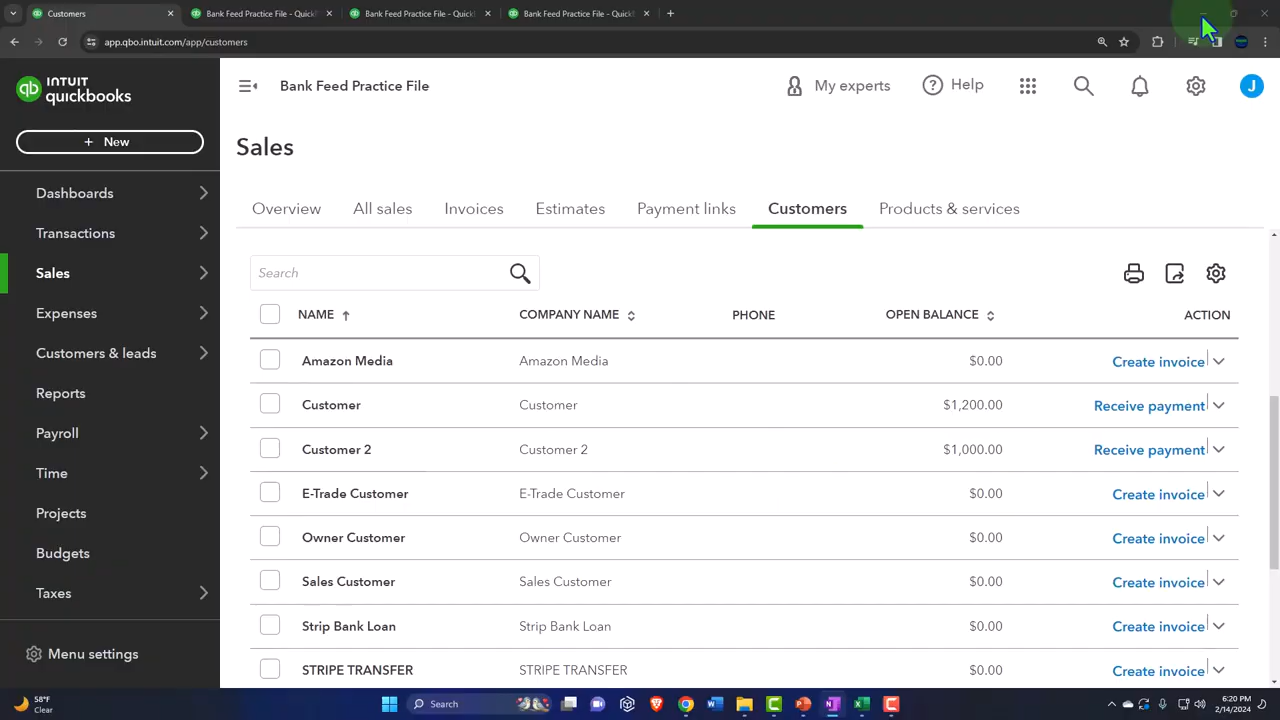 Customers
Bank Feed Practice File - Quick
Bank Feed Practice File - Quick
Bank Feed Practice File - Quick
app.qbo.intuit.com/app/customers
INTUIT
quickbooks
qb
Bank Feed Practice File
My experts
Help
J
+ New
Dashboards
Transactions
Sales
Expenses
Customers & leads
Reports
Payroll
Time
Projects
Budgets
Taxes
Menu settings
Sales
Overview All sales Invoices Estimates Payment links Customers Products & services
Search
NAME COMPANY NAME PHONE OPEN BALANCE ACTION
Amazon Media Amazon Media $0.00 Create invoice
Customer Customer $1,200.00 Receive payment
Customer 2 Customer 2 $1,000.00 Receive payment
E-Trade Customer E-Trade Customer $0.00 Create invoice
Owner Customer Owner Customer $0.00 Create invoice
Sales Customer Sales Customer $0.00 Create invoice
Strip Bank Loan Strip Bank Loan $0.00 Create invoice
STRIPE TRANSFER STRIPE TRANSFER $0.00 Create invoice
58°F
Clear
Search
6:20 PM
2/14/2024